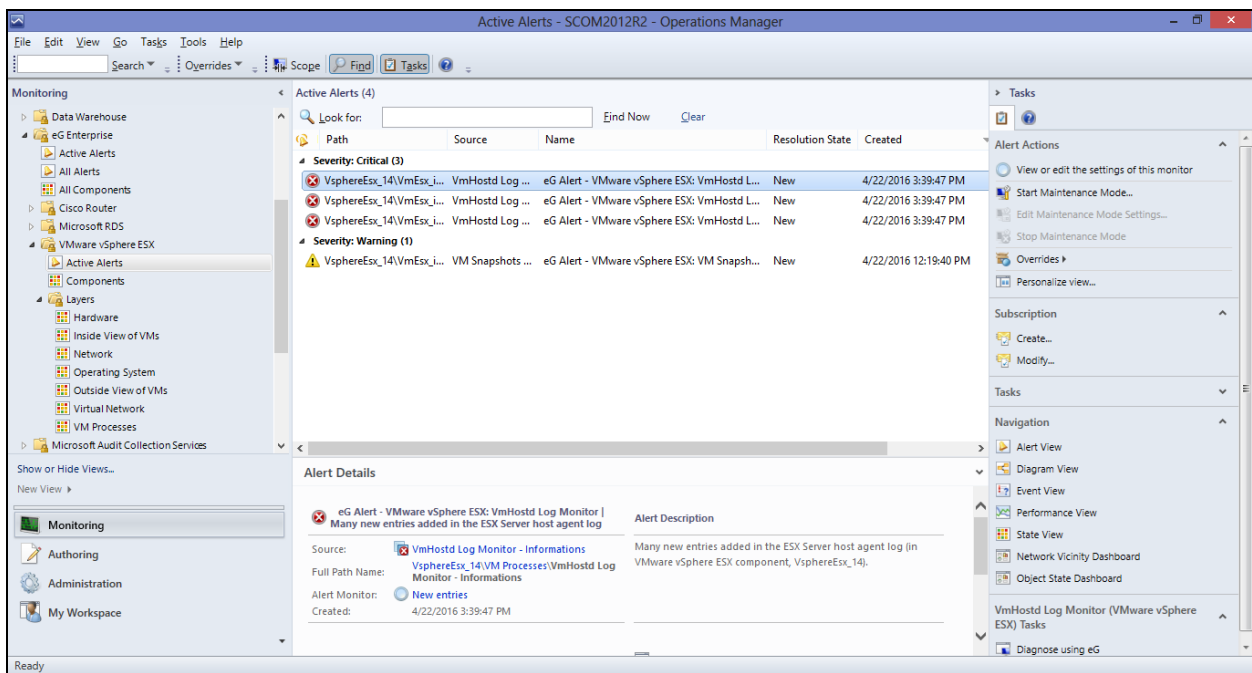 Active Alerts - SCOM2012R2 - Operations Manager
File Edit View Go Tasks Tools Help
Search Overrides Scope Find Tasks
Monitoring
Data Warehouse
eG Enterprise
Active Alerts
All Alerts
All Components
Cisco Router
Microsoft RDS
VMware vSphere ESX
Active Alerts
Components
Layers
Hardware
Inside View of VMs
Network
Operating System
Outside View of VMs
Virtual Network
VM Processes
Microsoft Audit Collection Services
Show or Hide Views...
New View
Monitoring
Authoring
Administration
My Workspace
Active Alerts (4)
Look for: Find Now Clear
Path Source Name Resolution State Created
Severity: Critical (3)
VsphereEsx_14\VmEsx_i... VmHostd Log ... eG Alert - VMware vSphere ESX: VmHostd L... New 4/22/2016 3:39:47 PM
VsphereEsx_14\VmEsx_i... VmHostd Log ... eG Alert - VMware vSphere ESX: VmHostd L... New 4/22/2016 3:39:47 PM
VsphereEsx_14\VmEsx_i... VmHostd Log ... eG Alert - VMware vSphere ESX: VmHostd L... New 4/22/2016 3:39:47 PM
Severity: Warning (1)
VsphereEsx_14\VmEsx_i... VM Snapshots ... eG Alert - VMware vSphere ESX: VM Snapsh... New 4/22/2016 12:19:40 PM
Alert Details
eG Alert - VMware vSphere ESX: VmHostd Log Monitor |
Many new entries added in the ESX Server host agent log
Source: VmHostd Log Monitor - Informations
Full Path Name: VsphereEsx_14\VM Processes\VmHostd Log
Monitor - Informations
Alert Monitor: New entries
Created: 4/22/2016 3:39:47 PM
Alert Description
Many new entries added in the ESX Server host agent log (in
VMware vSphere ESX component, VsphereEsx_14).
Tasks
Alert Actions
View or edit the settings of this monitor
Start Maintenance Mode...
Edit Maintenance Mode Settings...
Stop Maintenance Mode
Overrides
Personalize view...
Subscription
Create...
Modify...
Tasks
Navigation
Alert View
Diagram View
Event View
Performance View
State View
Network Vicinity Dashboard
Object State Dashboard
VmHostd Log Monitor (VMware vSphere
ESX) Tasks
Diagnose using eG
Ready